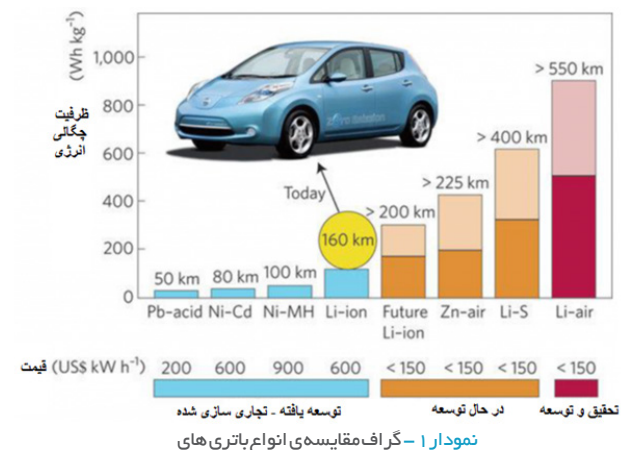 (Wh kg⁻¹)
ظرفیت
چگالی
انرژی
1,000
800
600
400
200
0
zero emission
Today
50 km
80 km
100 km
160 km
> 200 km
> 225 km
> 400 km
> 550 km
Pb-acid Ni-Cd Ni-MH Li-ion Future Zn-air Li-S Li-air
Li-ion
قیمت (US$ kW h⁻¹) 200 600 900 600 < 150 < 150 < 150 < 150
توسعه یافته - تجاری سازی شده
در حال توسعه
تحقیق و توسعه
نمودار ۱ – گراف مقایسه‌ی انواع باتری های